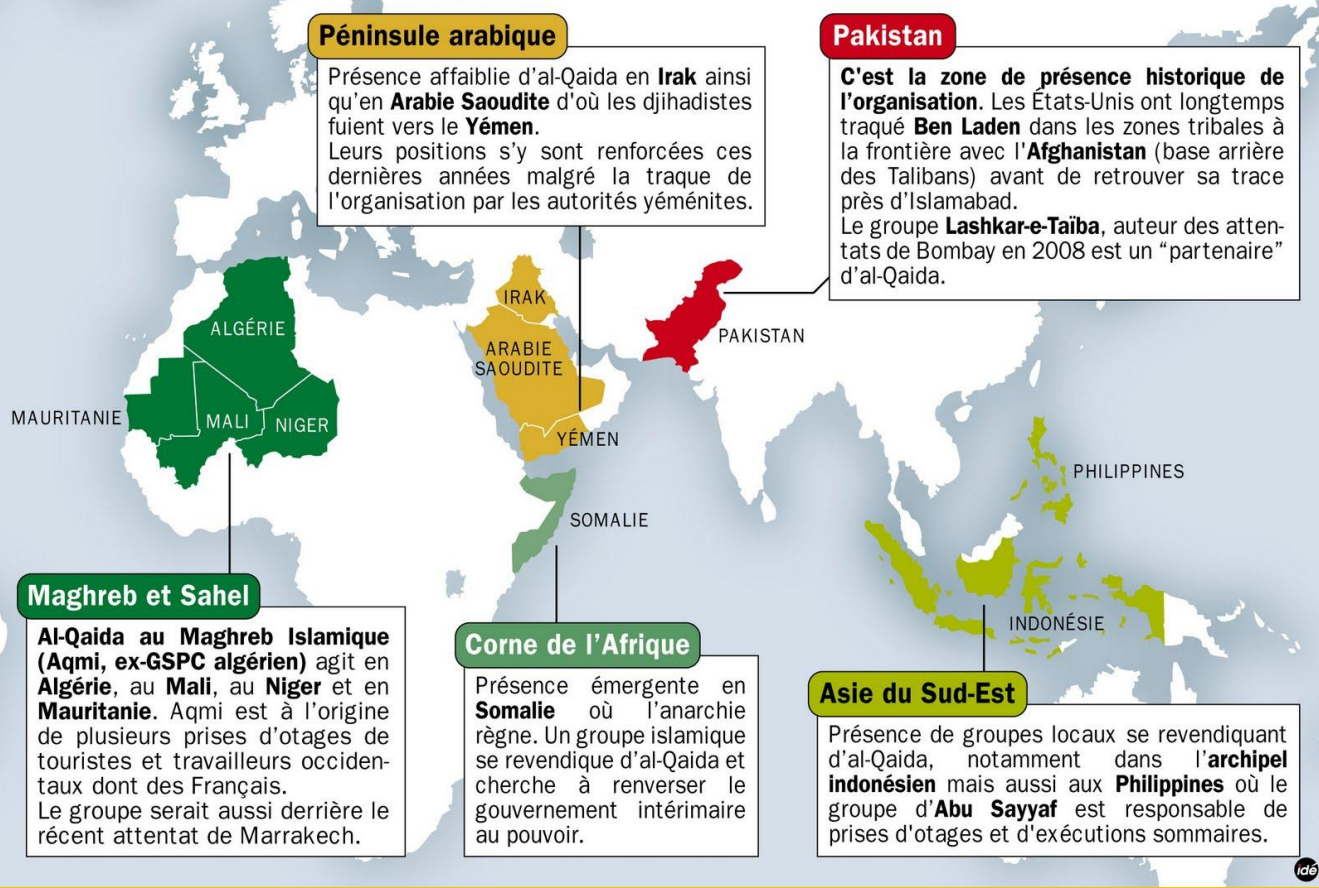 Péninsule arabique
Présence affaiblie d'al-Qaida en Irak ainsi
qu'en Arabie Saoudite d'où les djihadistes
fuient vers le Yémen.
Leurs positions s'y sont renforcées ces
dernières années malgré la traque de
l'organisation par les autorités yéménites.
Pakistan
C'est la zone de présence historique de
l'organisation. Les États-Unis ont longtemps
traqué Ben Laden dans les zones tribales à
la frontière avec l'Afghanistan (base arrière
des Talibans) avant de retrouver sa trace
près d'Islamabad.
Le groupe Lashkar-e-Taïba, auteur des atten-
tats de Bombay en 2008 est un “partenaire”
d'al-Qaida.
IRAK
ALGÉRIE
PAKISTAN
ARABIE
SAOUDITE
MAURITANIE
MALI
NIGER
YÉMEN
PHILIPPINES
SOMALIE
INDONÉSIE
Maghreb et Sahel
Al-Qaida au Maghreb Islamique
(Aqmi, ex-GSPC algérien) agit en
Algérie, au Mali, au Niger et en
Mauritanie. Aqmi est à l'origine
de plusieurs prises d'otages de
touristes et travailleurs occiden-
taux dont des Français.
Le groupe serait aussi derrière le
récent attentat de Marrakech.
Corne de l'Afrique
Présence émergente en
Somalie où l'anarchie
règne. Un groupe islamique
se revendique d'al-Qaida et
cherche à renverser le
gouvernement intérimaire
au pouvoir.
Asie du Sud-Est
Présence de groupes locaux se revendiquant
d'al-Qaida, notamment dans l'archipel
indonésien mais aussi aux Philippines où le
groupe d'Abu Sayyaf est responsable de
prises d'otages et d'exécutions sommaires.
idé